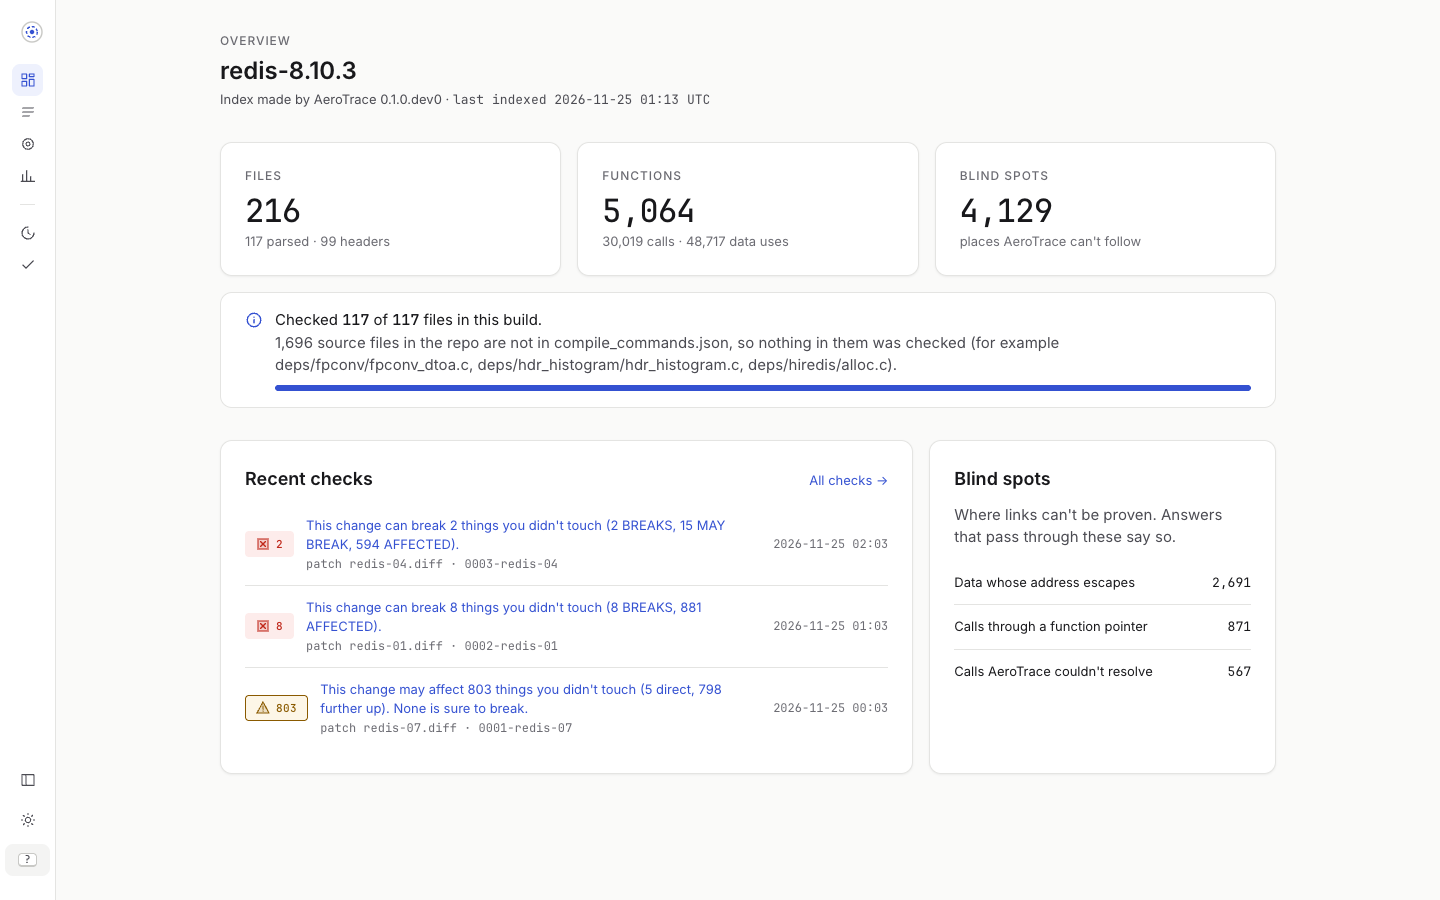 OVERVIEW
redis-8.10.3
Index made by AeroTrace 0.1.0.dev0 · last indexed 2026-11-25 01:13 UTC
FILES
216
117 parsed · 99 headers
FUNCTIONS
5,064
30,019 calls · 48,717 data uses
BLIND SPOTS
4,129
places AeroTrace can't follow
Checked 117 of 117 files in this build.
1,696 source files in the repo are not in compile_commands.json, so nothing in them was checked (for example
deps/fpconv/fpconv_dtoa.c, deps/hdr_histogram/hdr_histogram.c, deps/hiredis/alloc.c).
Recent checks
All checks →
2
This change can break 2 things you didn't touch (2 BREAKS, 15 MAY
BREAK, 594 AFFECTED).
patch redis-04.diff · 0003-redis-04
2026-11-25 02:03
8
This change can break 8 things you didn't touch (8 BREAKS, 881
AFFECTED).
patch redis-01.diff · 0002-redis-01
2026-11-25 01:03
803
This change may affect 803 things you didn't touch (5 direct, 798
further up). None is sure to break.
patch redis-07.diff · 0001-redis-07
2026-11-25 00:03
Blind spots
Where links can't be proven. Answers
that pass through these say so.
Data whose address escapes 2,691
Calls through a function pointer 871
Calls AeroTrace couldn't resolve 567
?